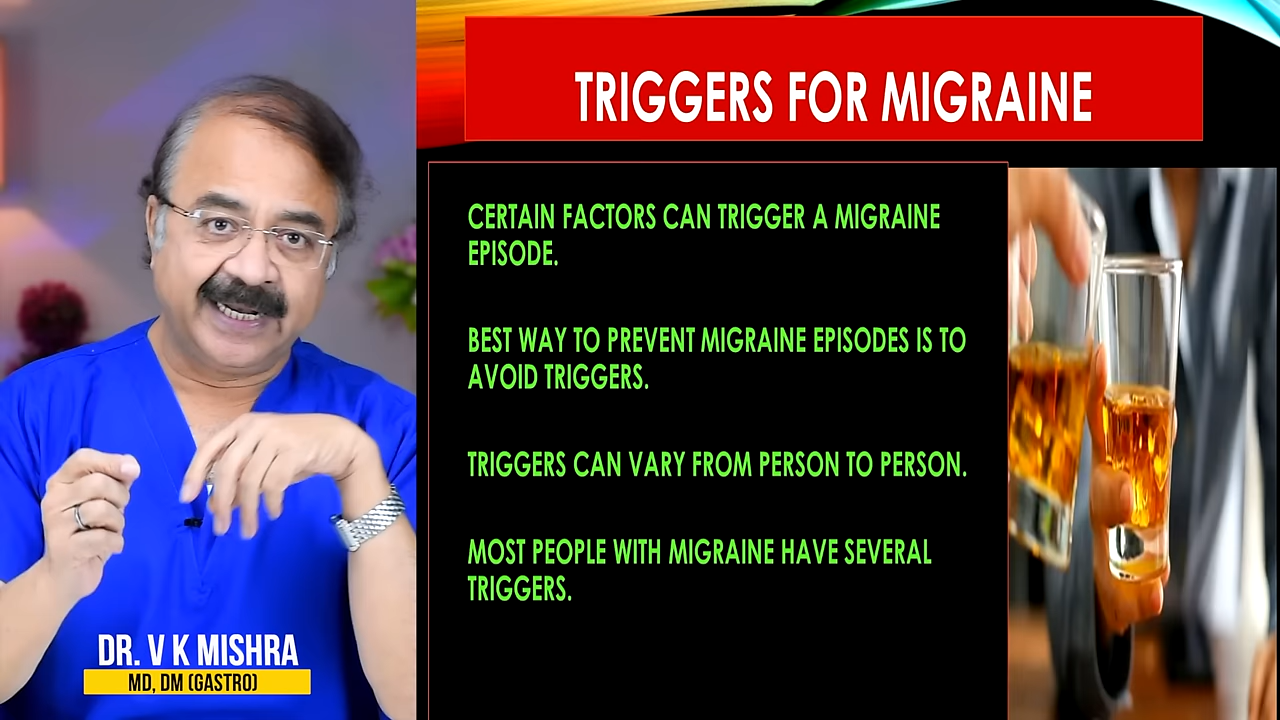 TRIGGERS FOR MIGRAINE
CERTAIN FACTORS CAN TRIGGER A MIGRAINE
EPISODE.
BEST WAY TO PREVENT MIGRAINE EPISODES IS TO
AVOID TRIGGERS.
TRIGGERS CAN VARY FROM PERSON TO PERSON.
MOST PEOPLE WITH MIGRAINE HAVE SEVERAL
TRIGGERS.
DR. V K MISHRA
MD, DM (GASTRO)